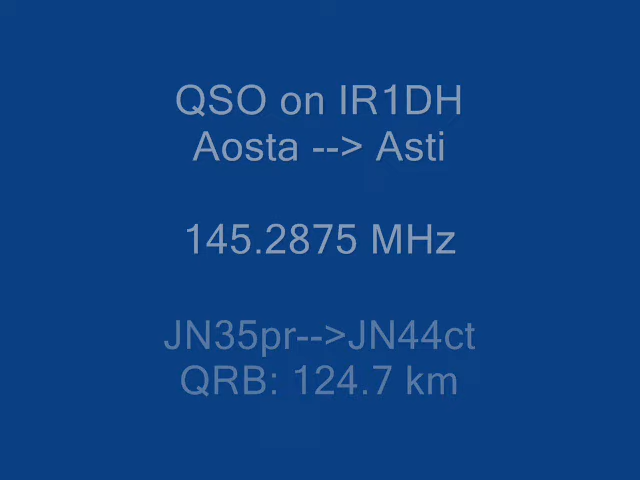 QSO on IR1DH
Aosta --> Asti
145.2875 MHz
JN35pr-->JN44ct
QRB: 124.7 km